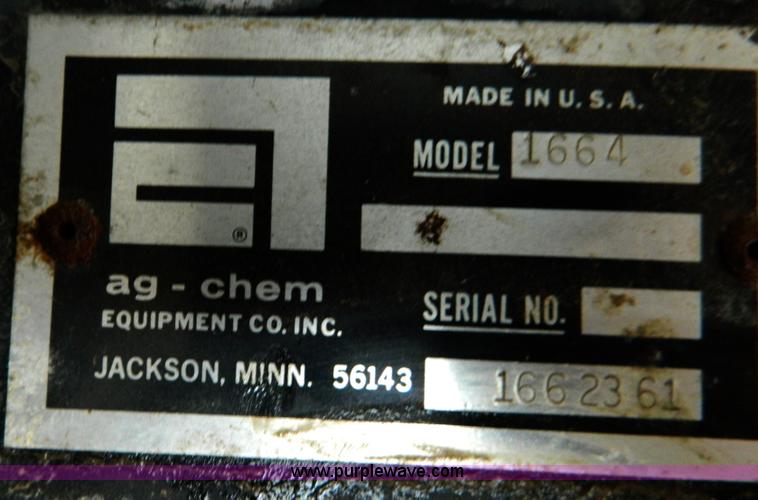 MADE IN U. S. A.
MODEL 1664
®
ag - chem
EQUIPMENT CO. INC.
JACKSON, MINN. 56143
SERIAL NO.
1662361
www.purplewave.com